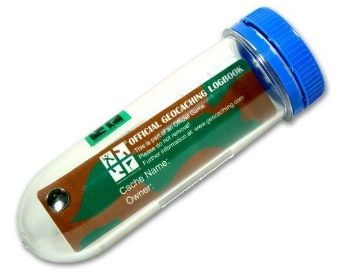 OFFICIAL GEOCACHING LOGBOOK
This is part of an Official Game
Please do not remove!
Further information at: www.geocaching.com
Cache Name:
Owner: